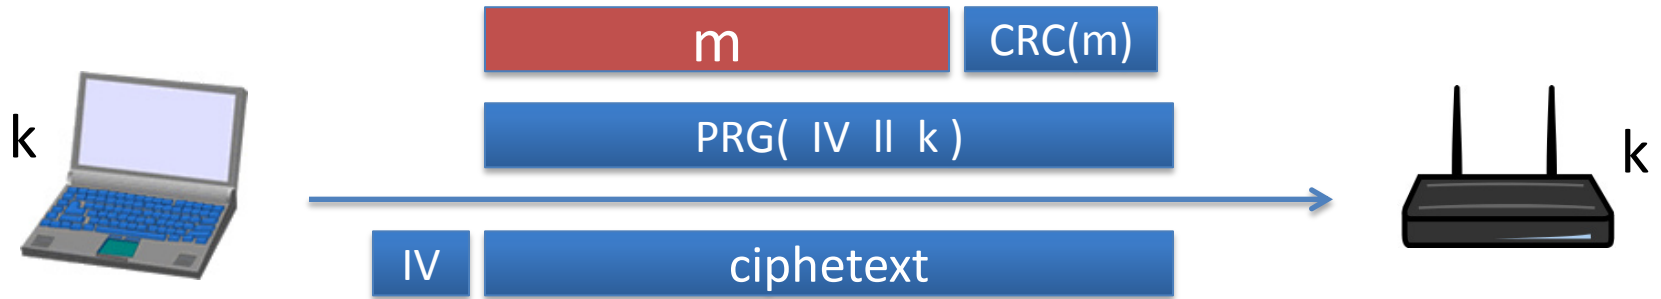 m CRC(m)
k PRG( IV ll k ) k
IV ciphetext